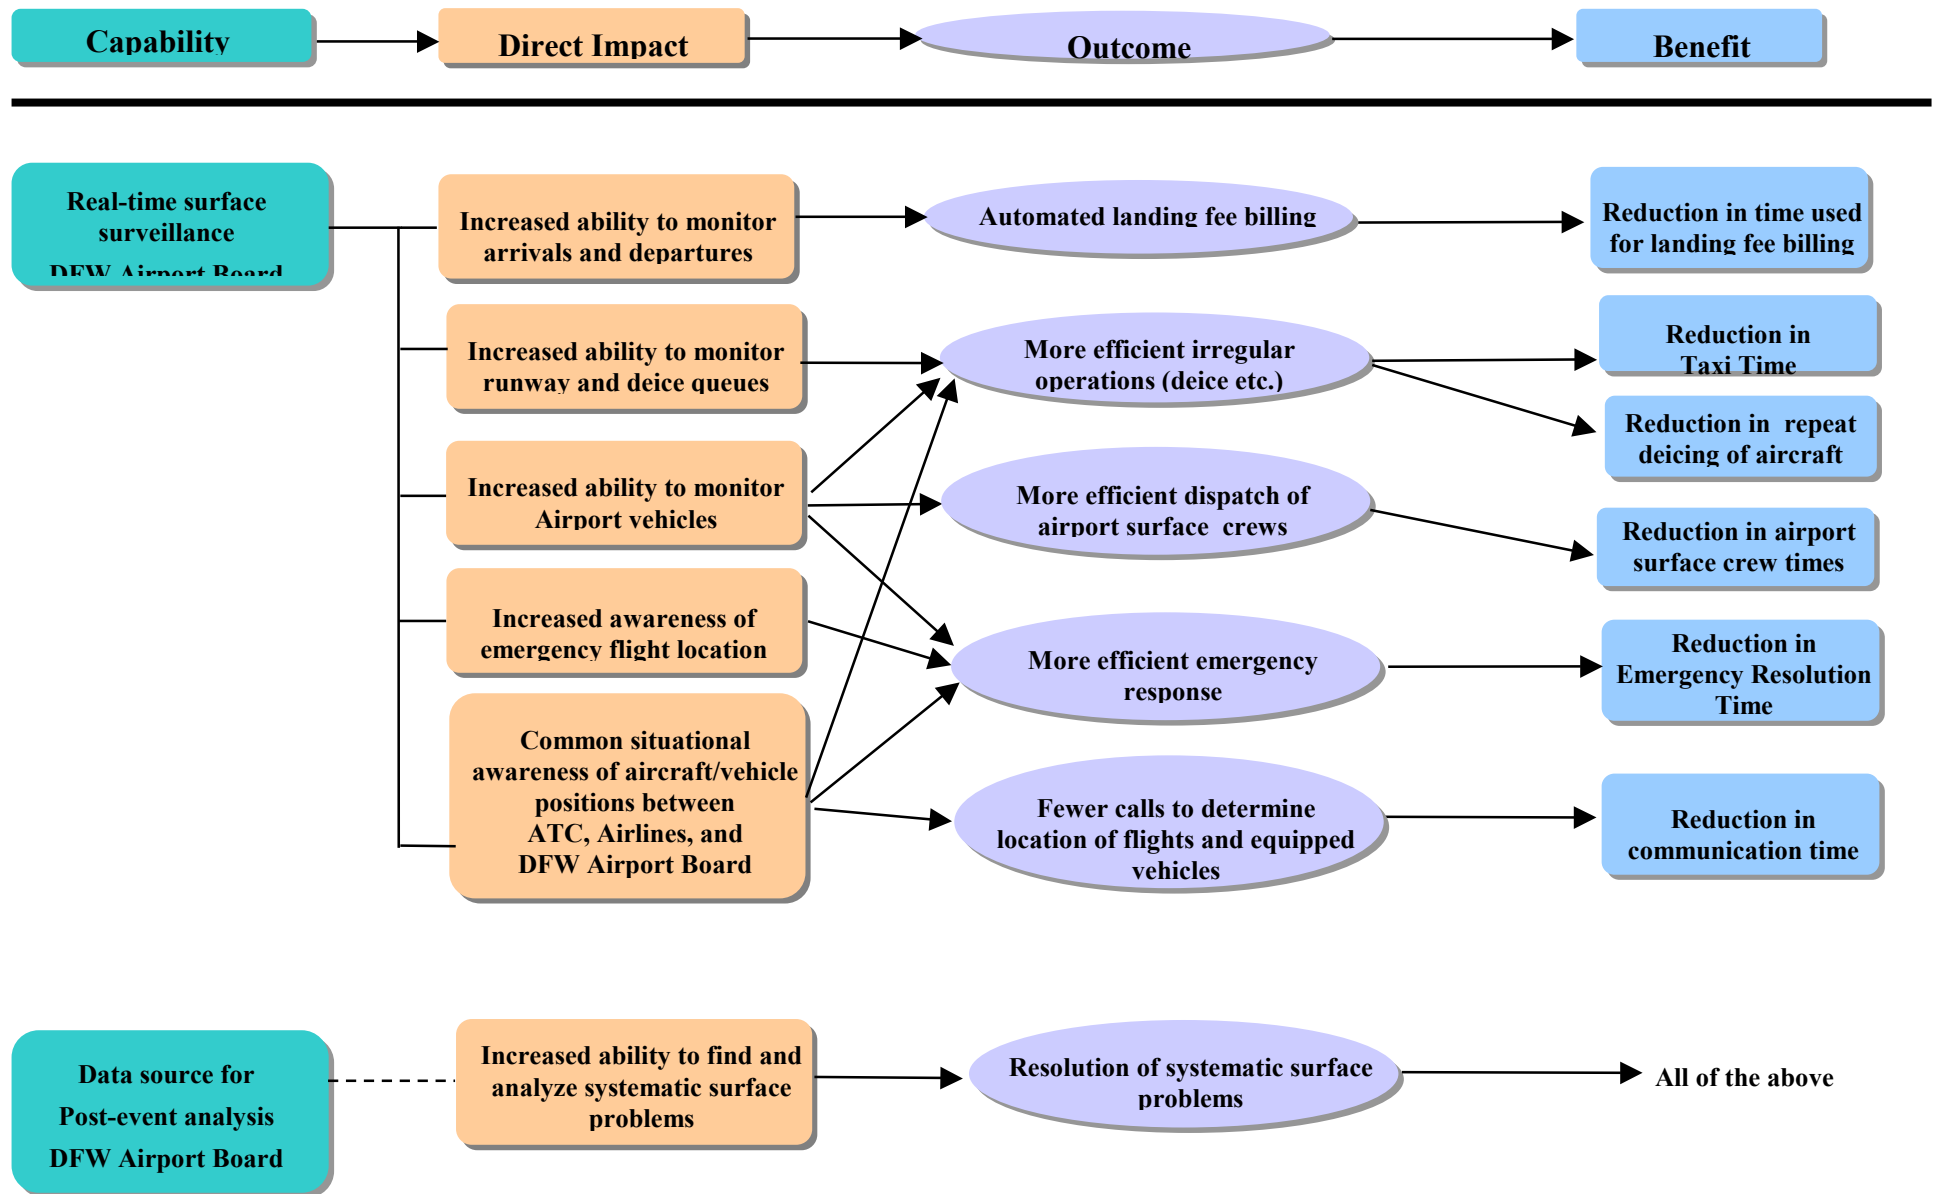 Capability
Direct Impact
Outcome
Benefit
Real-time surface
surveillance
DFW Airport Board
Increased ability to monitor
arrivals and departures
Automated landing fee billing
Reduction in time used
for landing fee billing
Increased ability to monitor
runway and deice queues
More efficient irregular
operations (deice etc.)
Reduction in
Taxi Time
Reduction in  repeat
deicing of aircraft
Increased ability to monitor
Airport vehicles
More efficient dispatch of
airport surface  crews
Reduction in airport
surface crew times
Increased awareness of
emergency flight location
More efficient emergency
response
Reduction in
Emergency Resolution
Time
Common situational
awareness of aircraft/vehicle
positions between
ATC, Airlines, and
DFW Airport Board
Fewer calls to determine
location of flights and equipped
vehicles
Reduction in
communication time
Data source for
Post-event analysis
DFW Airport Board
Increased ability to find and
analyze systematic surface
problems
Resolution of systematic surface
problems
All of the above